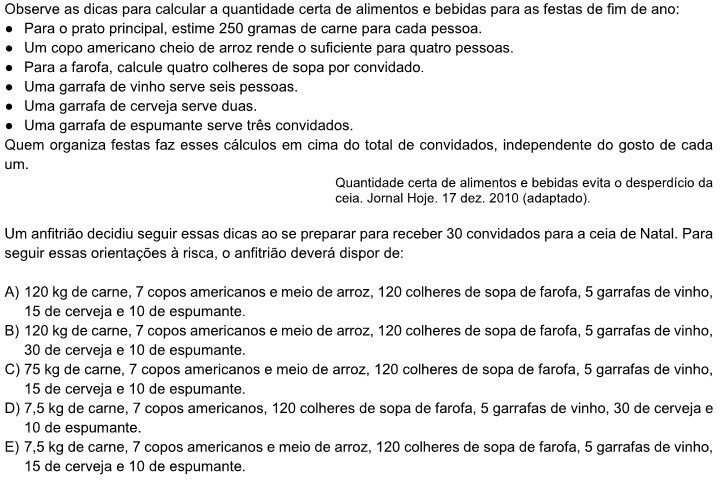 Observe as dicas para calcular a quantidade certa de alimentos e bebidas para as festas de fim de ano:
● Para o prato principal, estime 250 gramas de carne para cada pessoa.
● Um copo americano cheio de arroz rende o suficiente para quatro pessoas.
● Para a farofa, calcule quatro colheres de sopa por convidado.
● Uma garrafa de vinho serve seis pessoas.
● Uma garrafa de cerveja serve duas.
● Uma garrafa de espumante serve três convidados.
Quem organiza festas faz esses cálculos em cima do total de convidados, independente do gosto de cada
um.
Quantidade certa de alimentos e bebidas evita o desperdício da
ceia. Jornal Hoje. 17 dez. 2010 (adaptado).
Um anfitrião decidiu seguir essas dicas ao se preparar para receber 30 convidados para a ceia de Natal. Para
seguir essas orientações à risca, o anfitrião deverá dispor de:
A) 120 kg de carne, 7 copos americanos e meio de arroz, 120 colheres de sopa de farofa, 5 garrafas de vinho,
15 de cerveja e 10 de espumante.
B) 120 kg de carne, 7 copos americanos e meio de arroz, 120 colheres de sopa de farofa, 5 garrafas de vinho,
30 de cerveja e 10 de espumante.
C) 75 kg de carne, 7 copos americanos e meio de arroz, 120 colheres de sopa de farofa, 5 garrafas de vinho,
15 de cerveja e 10 de espumante.
D) 7,5 kg de carne, 7 copos americanos, 120 colheres de sopa de farofa, 5 garrafas de vinho, 30 de cerveja e
10 de espumante.
E) 7,5 kg de carne, 7 copos americanos e meio de arroz, 120 colheres de sopa de farofa, 5 garrafas de vinho,
15 de cerveja e 10 de espumante.